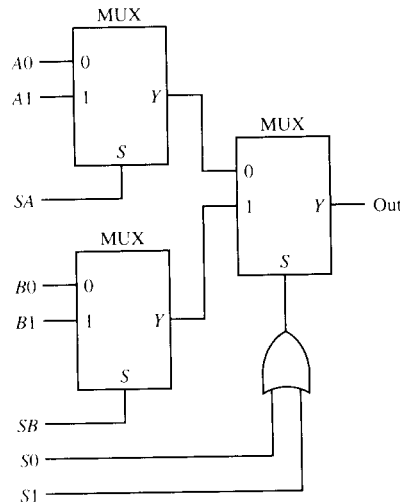 MUX
A0 0
A1 1 Y
S
SA
MUX
0
1 Y Out
S
MUX
B0 0
B1 1 Y
S
SB
S0
S1